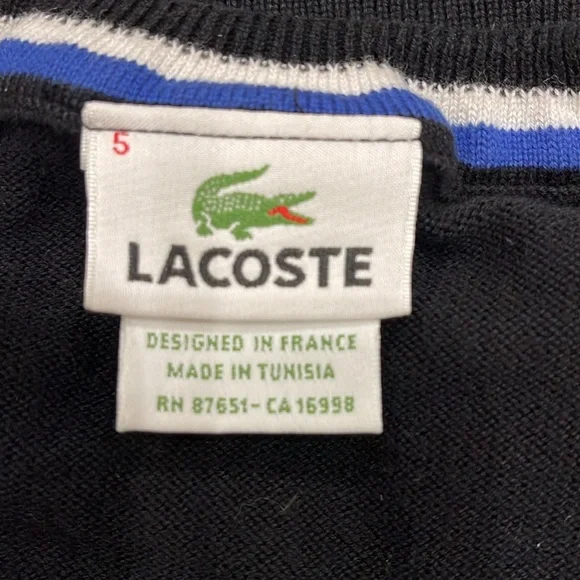 5
LACOSTE
DESIGNED IN FRANCE
MADE IN TUNISIA
RN 87651-CA 16998